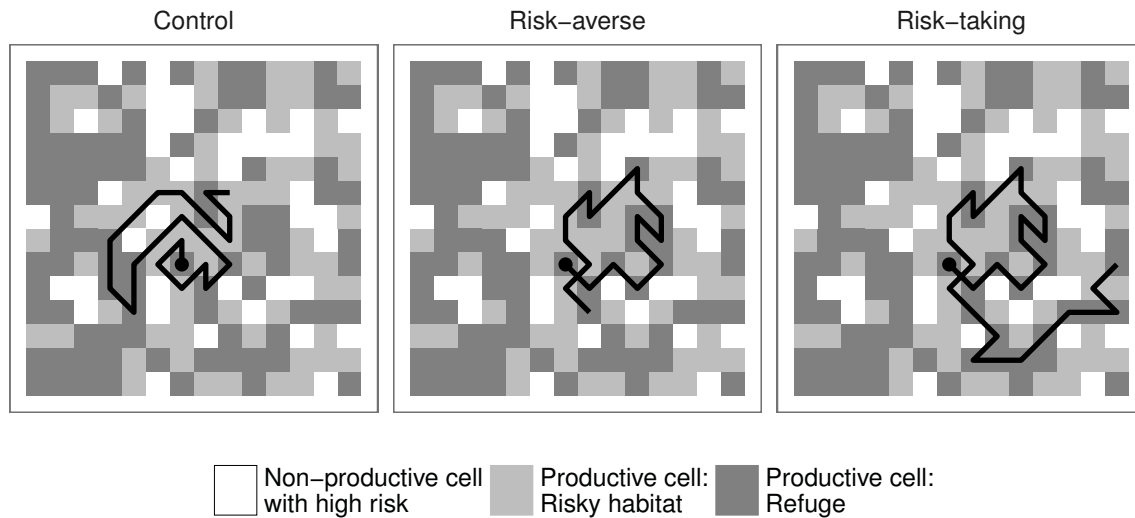 Control
Risk−averse
Risk−taking
Non−productive cell
with high risk
Productive cell:
Risky habitat
Productive cell:
Refuge